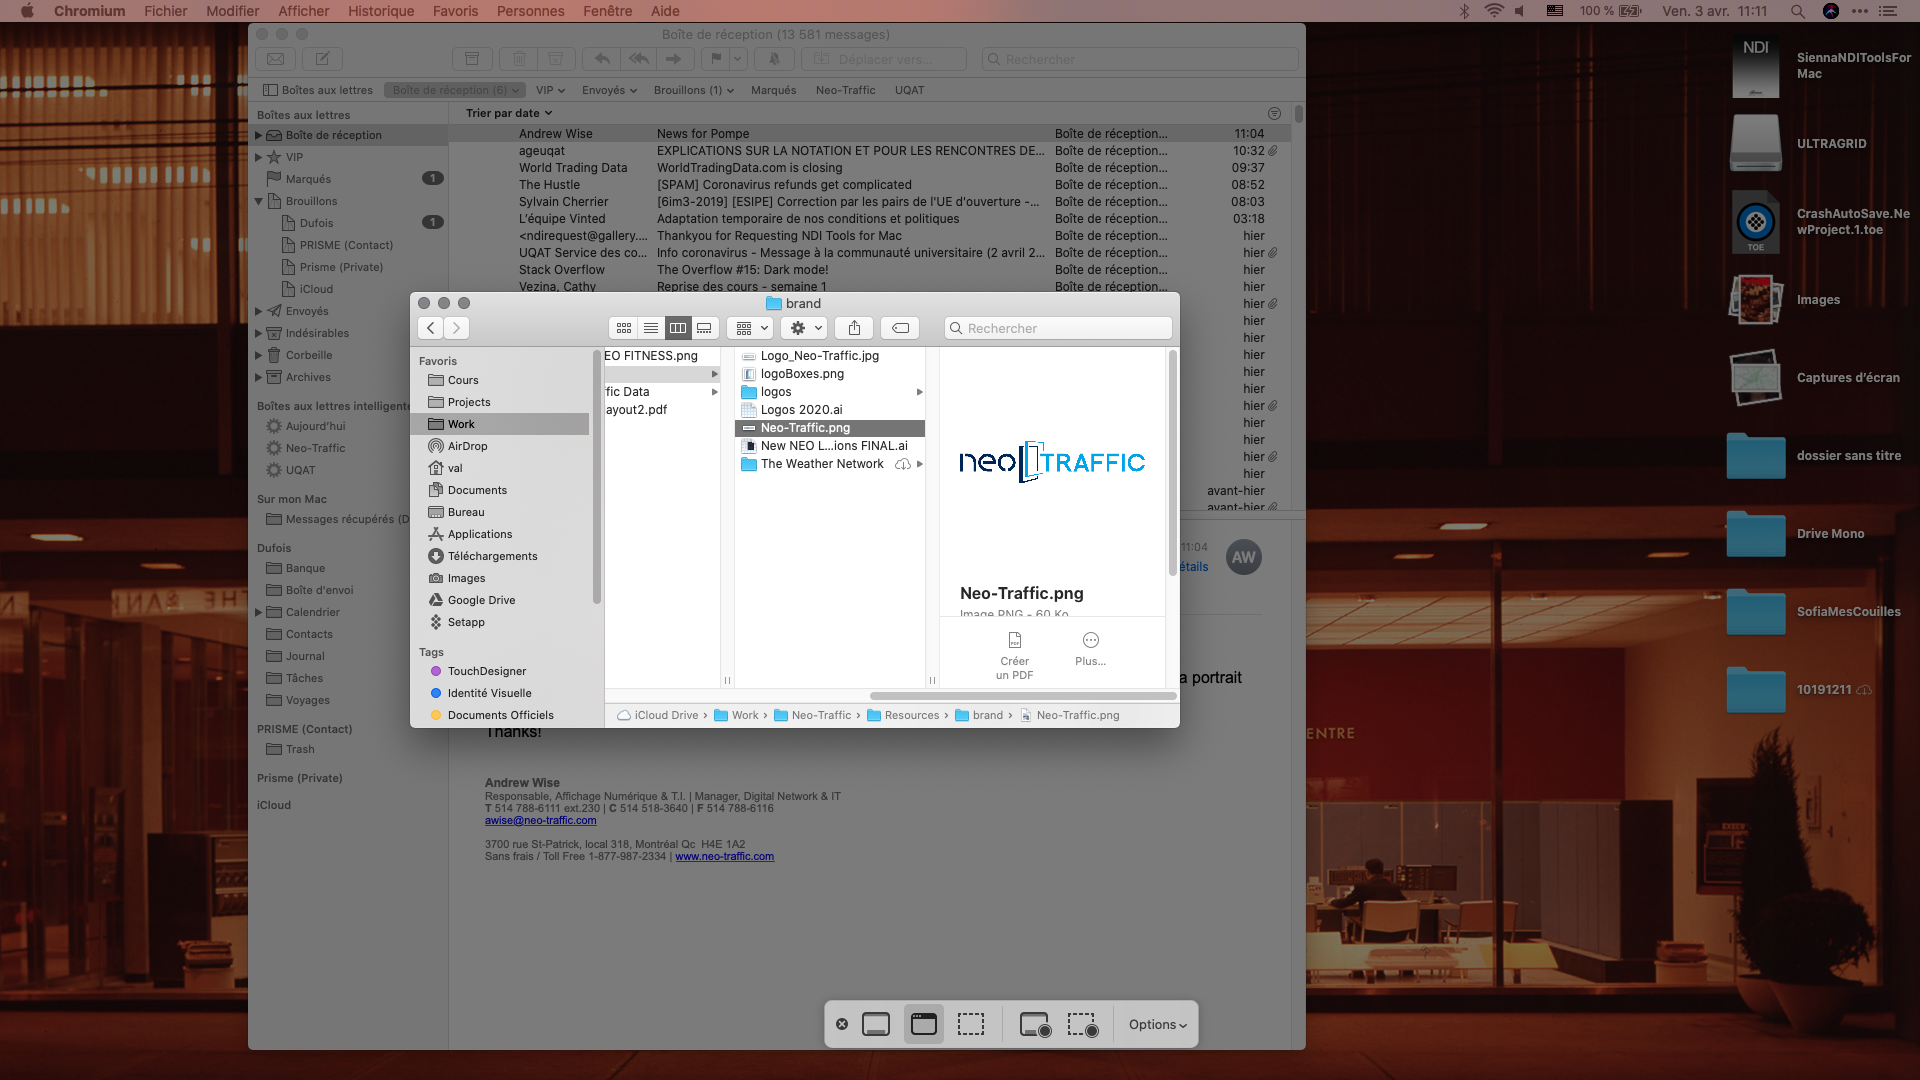 Chromium Fichier Modifier Afficher Historique Favoris Personnes Fenêtre Aide
100 % Ven. 3 avr. 11:11
Boîte de réception (13 581 messages)
Déplacer vers...
Rechercher
Boîtes aux lettres Boîte de réception (6) VIP Envoyés Brouillons (1) Marqués Neo-Traffic UQAT
Boîtes aux lettres
Boîte de réception
VIP
Marqués 1
Brouillons
Dufois 1
PRISME (Contact)
Prisme (Private)
iCloud
Envoyés
Indésirables
Corbeille
Archives
Boîtes aux lettres intelligente
Aujourd'hui
Neo-Traffic
UQAT
Sur mon Mac
Messages récupérés (D
Dufois
Banque
Boîte d'envoi
Calendrier
Contacts
Journal
Tâches
Voyages
PRISME (Contact)
Trash
Prisme (Private)
iCloud
Trier par date
Andrew Wise News for Pompe Boîte de réception... 11:04
ageuqat EXPLICATIONS SUR LA NOTATION ET POUR LES RENCONTRES DE... Boîte de réception... 10:32
World Trading Data WorldTradingData.com is closing Boîte de réception... 09:37
The Hustle [SPAM] Coronavirus refunds get complicated Boîte de réception... 08:52
Sylvain Cherrier [6im3-2019] [ESIPE] Correction par les pairs de l'UE d'ouverture -... Boîte de réception... 08:03
L'équipe Vinted Adaptation temporaire de nos conditions et politiques Boîte de réception... 03:18
<ndirequest@gallery.... Thankyou for Requesting NDI Tools for Mac Boîte de réception... hier
UQAT Service des co... Info coronavirus - Message à la communauté universitaire (2 avril 2... Boîte de réception... hier
Stack Overflow The Overflow #15: Dark mode! Boîte de réception... hier
Vezina, Cathy Reprise des cours - semaine 1 Boîte de réception... hier
hier
hier
hier
hier
hier
hier
hier
hier
hier
hier
hier
avant-hier
avant-hier
brand
Rechercher
Favoris
Cours
Projects
Work
AirDrop
val
Documents
Bureau
Applications
Téléchargements
Images
Google Drive
Setapp
Tags
TouchDesigner
Identité Visuelle
Documents Officiels
EO FITNESS.png
ffic Data
ayout2.pdf
Logo_Neo-Traffic.jpg
logoBoxes.png
logos
Logos 2020.ai
Neo-Traffic.png
New NEO L...ions FINAL.ai
The Weather Network
neo TRAFFIC
Neo-Traffic.png
Image PNG - 60 Ko
PDF
Créer
un PDF
Plus...
iCloud Drive › Work › Neo-Traffic › Resources › brand › Neo-Traffic.png
11:04
étails
AW
a portrait
Thanks!
Andrew Wise
Responsable, Affichage Numérique & T.I. | Manager, Digital Network & IT
T 514 788-6111 ext.230 | C 514 518-3640 | F 514 788-6116
awise@neo-traffic.com
3700 rue St-Patrick, local 318, Montréal Qc H4E 1A2
Sans frais / Toll Free 1-877-987-2334 | www.neo-traffic.com
Options
NDI
SiennaNDIToolsFor
Mac
ULTRAGRID
TOE
CrashAutoSave.Ne
wProject.1.toe
Images
Captures d'écran
dossier sans titre
Drive Mono
SofiaMesCouilles
10191211
ENTRE